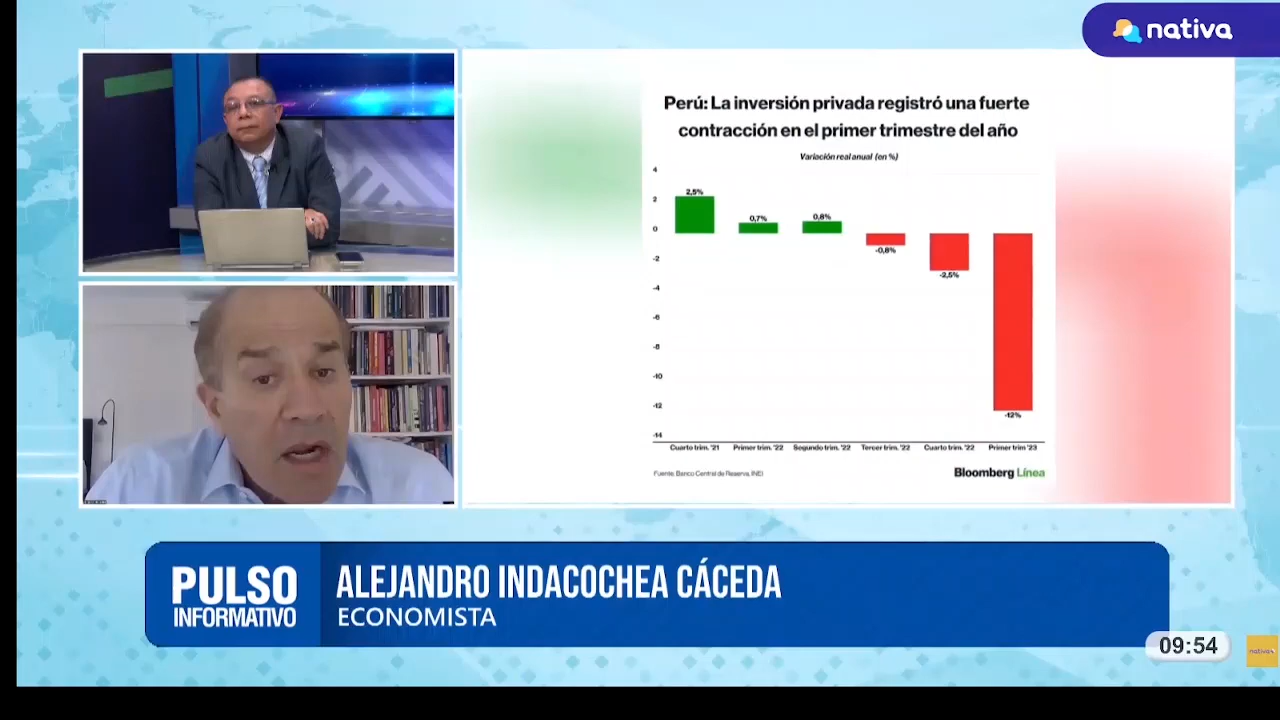 nativa
Perú: La inversión privada registró una fuerte
contracción en el primer trimestre del año
Variación real anual (en %)
4
2
0
-2
-4
-6
-8
-10
-12
-14
2,5%
0,7%
0,8%
-0,8%
-2,5%
-12%
Cuarto trim. '21
Primer trim. '22
Segundo trim. '22
Tercer trim. '22
Cuarto trim. '22
Primer trim '23
Fuente: Banco Central de Reserva, INEI
Bloomberg Línea
PULSO
INFORMATIVO
ALEJANDRO INDACOCHEA CÁCEDA
ECONOMISTA
09:54
nativa